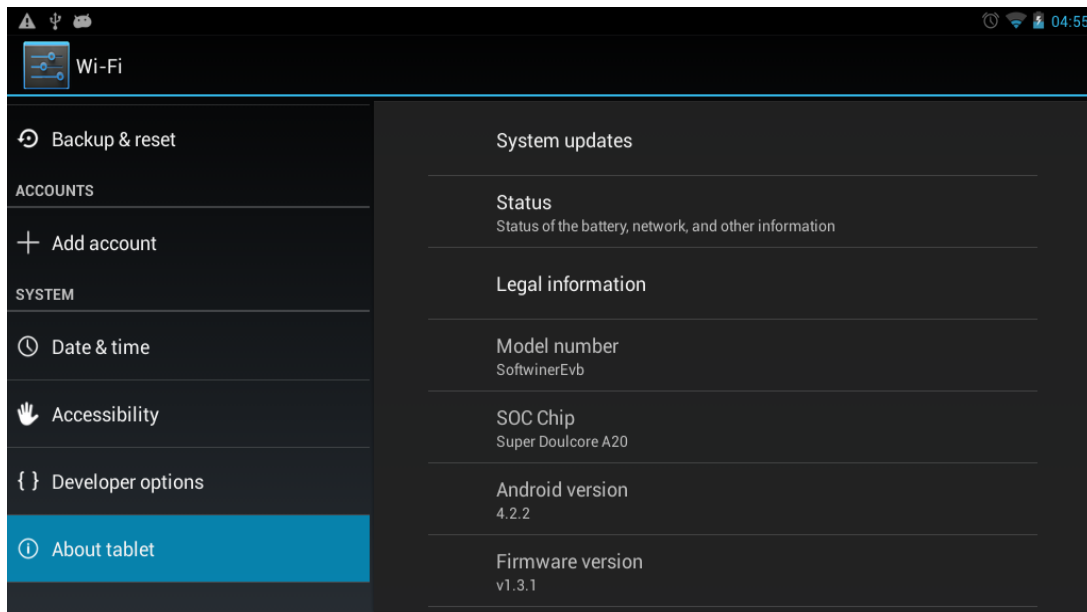 04:55
Wi-Fi
Backup & reset
ACCOUNTS
Add account
SYSTEM
Date & time
Accessibility
{ } Developer options
About tablet
System updates
Status
Status of the battery, network, and other information
Legal information
Model number
SoftwinerEvb
SOC Chip
Super Doulcore A20
Android version
4.2.2
Firmware version
v1.3.1